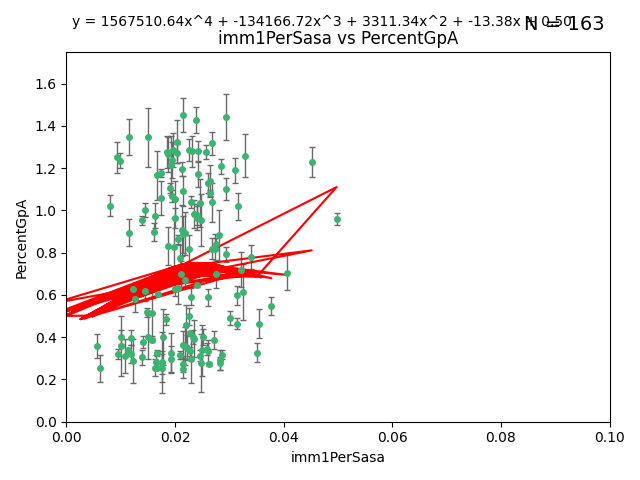 y = 1567510.64x^4 + -134166.72x^3 + 3311.34x^2 + -13.38x + 0.50
N = 163
imm1PerSasa vs PercentGpA
PercentGpA
1.6
1.4
1.2
1.0
0.8
0.6
0.4
0.2
0.0
0.00 0.02 0.04 0.06 0.08 0.10
imm1PerSasa